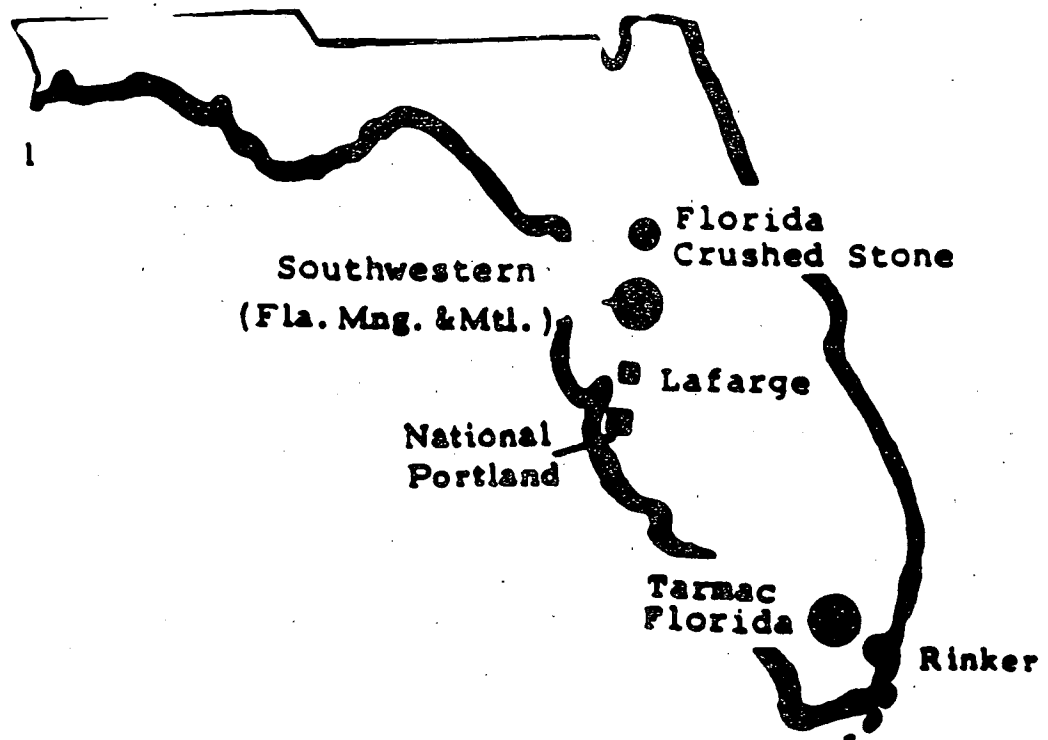 1
Florida
Crushed Stone
Southwestern
(Fla. Mng. &Mtl.)
Lafarge
National
Portland
Tarmac
Florida
Rinker